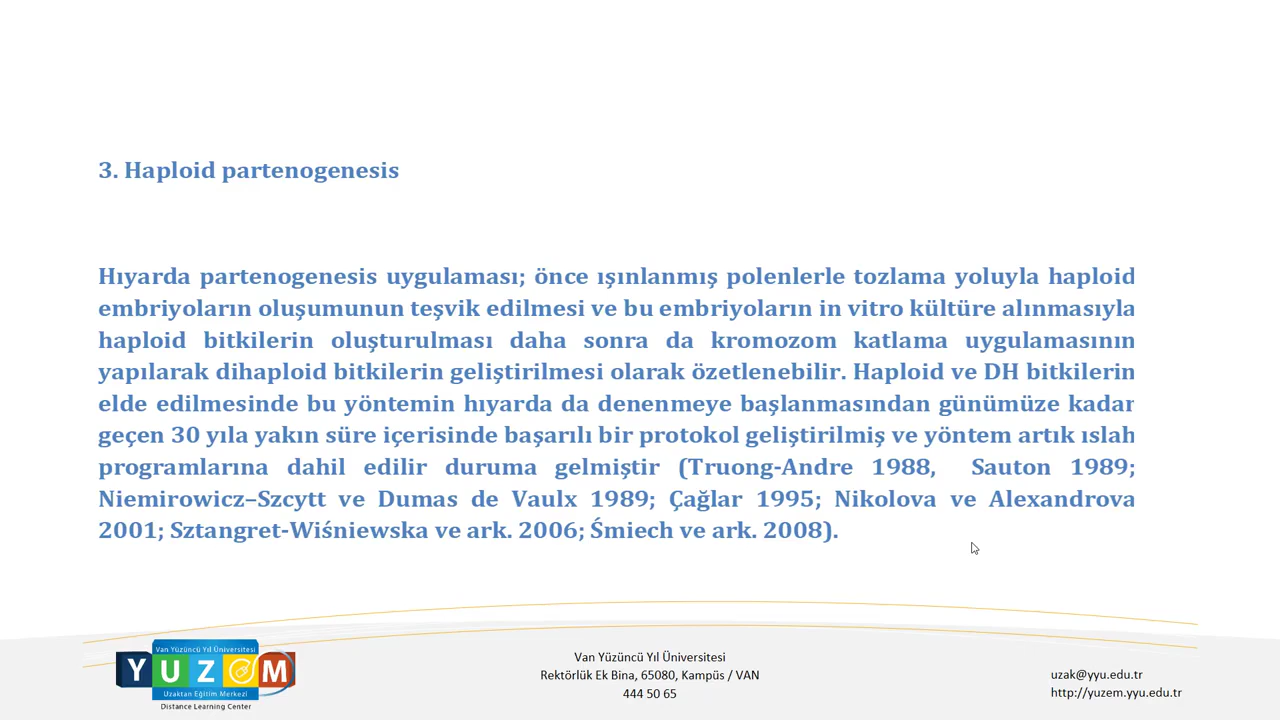 3. Haploid partenogenesis
Hıyarda partenogenesis uygulaması; önce ışınlanmış polenlerle tozlama yoluyla haploid
embriyoların oluşumunun teşvik edilmesi ve bu embriyoların in vitro kültüre alınmasıyla
haploid bitkilerin oluşturulması daha sonra da kromozom katlama uygulamasının
yapılarak dihaploid bitkilerin geliştirilmesi olarak özetlenebilir. Haploid ve DH bitkilerin
elde edilmesinde bu yöntemin hıyarda da denenmeye başlanmasından günümüze kadar
geçen 30 yıla yakın süre içerisinde başarılı bir protokol geliştirilmiş ve yöntem artık ıslah
programlarına dahil edilir duruma gelmiştir (Truong-Andre 1988, Sauton 1989;
Niemirowicz–Szcytt ve Dumas de Vaulx 1989; Çağlar 1995; Nikolova ve Alexandrova
2001; Sztangret-Wiśniewska ve ark. 2006; Śmiech ve ark. 2008).
Van Yüzüncü Yıl Üniversitesi
YUZEM
Uzaktan Eğitim Merkezi
Distance Learning Center
Van Yüzüncü Yıl Üniversitesi
Rektörlük Ek Bina, 65080, Kampüs / VAN
444 50 65
uzak@yyu.edu.tr
http://yuzem.yyu.edu.tr